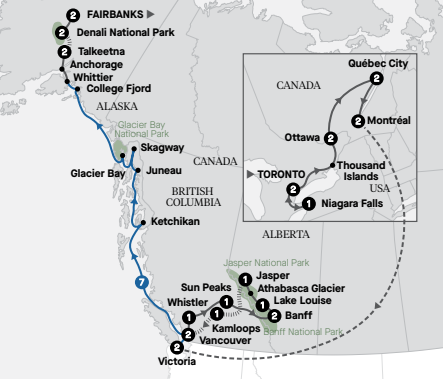 2 FAIRBANKS
2 Denali National Park
2 Talkeetna
Anchorage
Whittier
College Fjord
ALASKA
Glacier Bay
National Park
Skagway
Glacier Bay
Juneau
CANADA
BRITISH
COLUMBIA
Ketchikan
7
ALBERTA
Jasper National Park
1 Jasper
Athabasca Glacier
1 Lake Louise
2 Banff
Banff National Park
Sun Peaks
1
Whistler
1
1
Kamloops
2
Vancouver
2
Victoria
Québec City
2
CANADA
2 Montréal
Ottawa 2
Thousand
Islands
TORONTO
2
USA
1 Niagara Falls